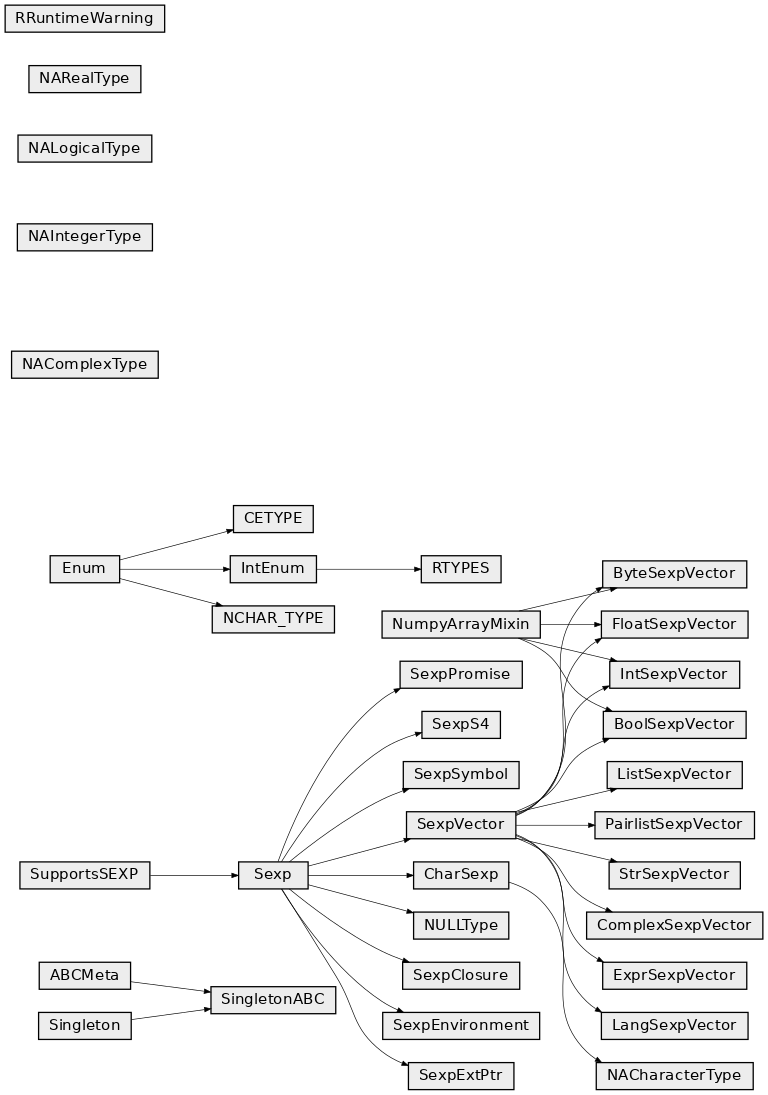 RRuntimeWarning
NARealType
NALogicalType
NAIntegerType
NAComplexType
CETYPE
Enum
IntEnum
RTYPES
ByteSexpVector
NCHAR_TYPE
NumpyArrayMixin
FloatSexpVector
SexpPromise
IntSexpVector
SexpS4
BoolSexpVector
SexpSymbol
ListSexpVector
SexpVector
PairlistSexpVector
SupportsSEXP
Sexp
CharSexp
StrSexpVector
NULLType
ComplexSexpVector
ABCMeta
SexpClosure
ExprSexpVector
SingletonABC
Singleton
SexpEnvironment
LangSexpVector
SexpExtPtr
NACharacterType